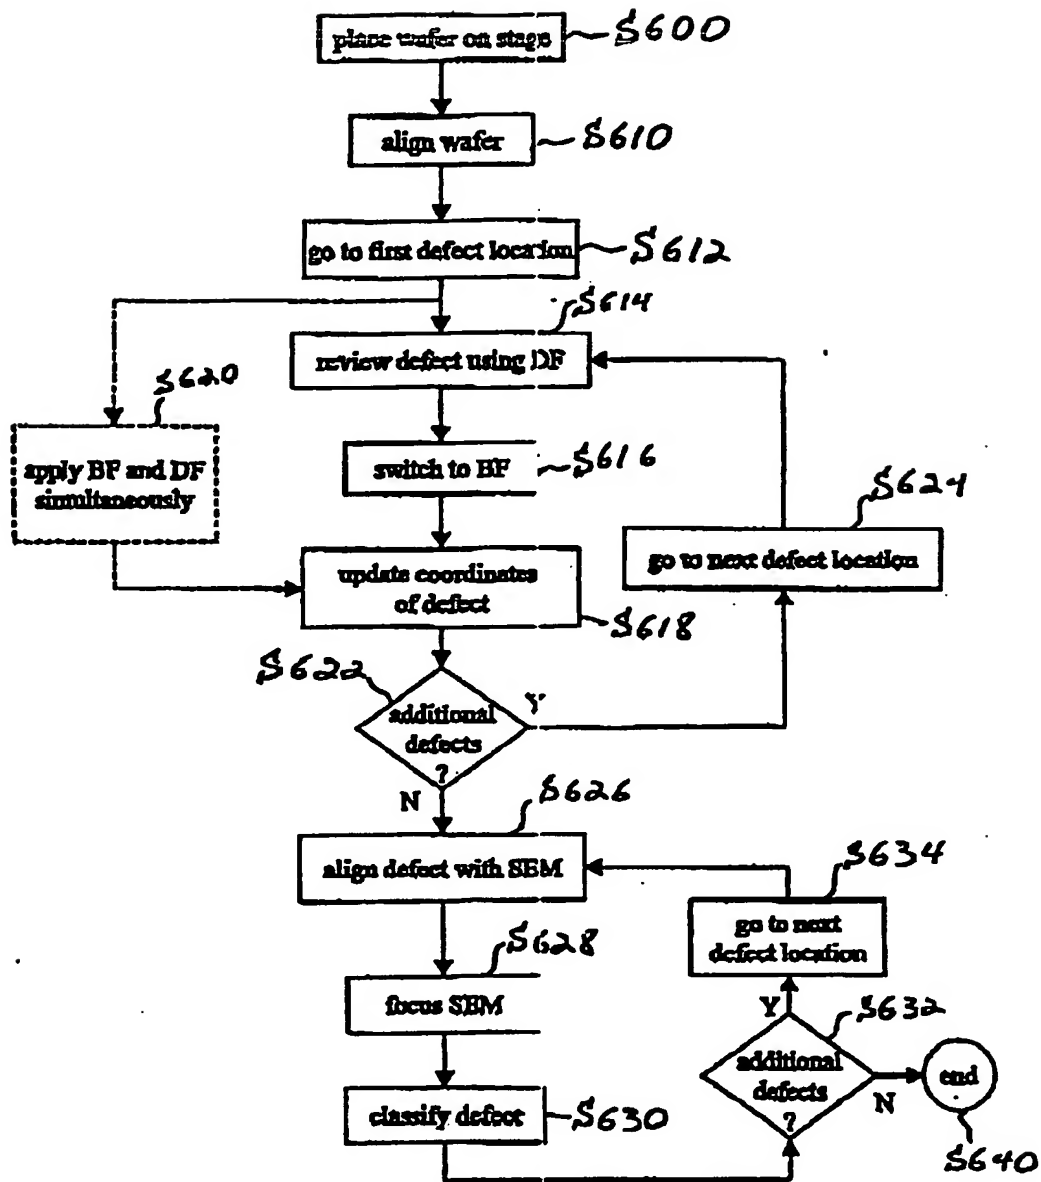 place wafer on stage
S600
align wafer
S610
go to first defect location
S612
S614
review defect using DF
S620
apply BF and DF
simultaneously
switch to BF
S616
S624
go to next defect location
update coordinates
of defect
S618
S622
additional
defects
?
Y
N
S626
align defect with SEM
S634
go to next
defect location
S628
focus SEM
Y
S632
additional
defects
?
N
end
classify defect
S630
S640